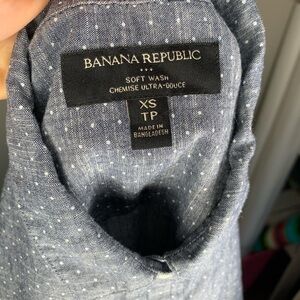 BANANA REPUBLIC
SOFT WASH
CHEMISE ULTRA-DOUCE
XS
TP
MADE IN
BANGLADESH